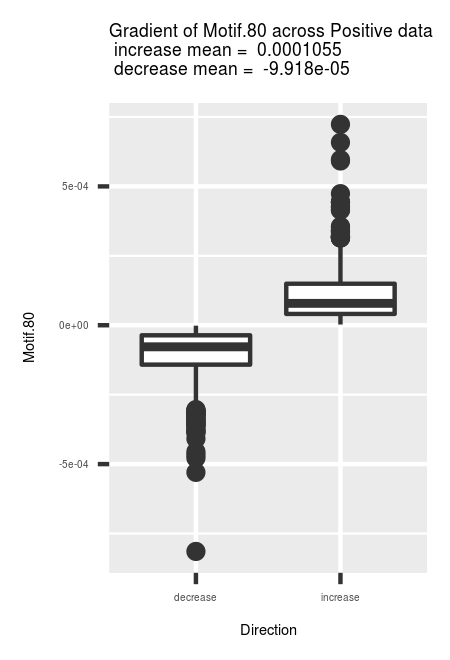 Gradient of Motif.80 across Positive data
increase mean =  0.0001055
decrease mean =  -9.918e-05
5e-04
0e+00
-5e-04
Motif.80
decrease
increase
Direction